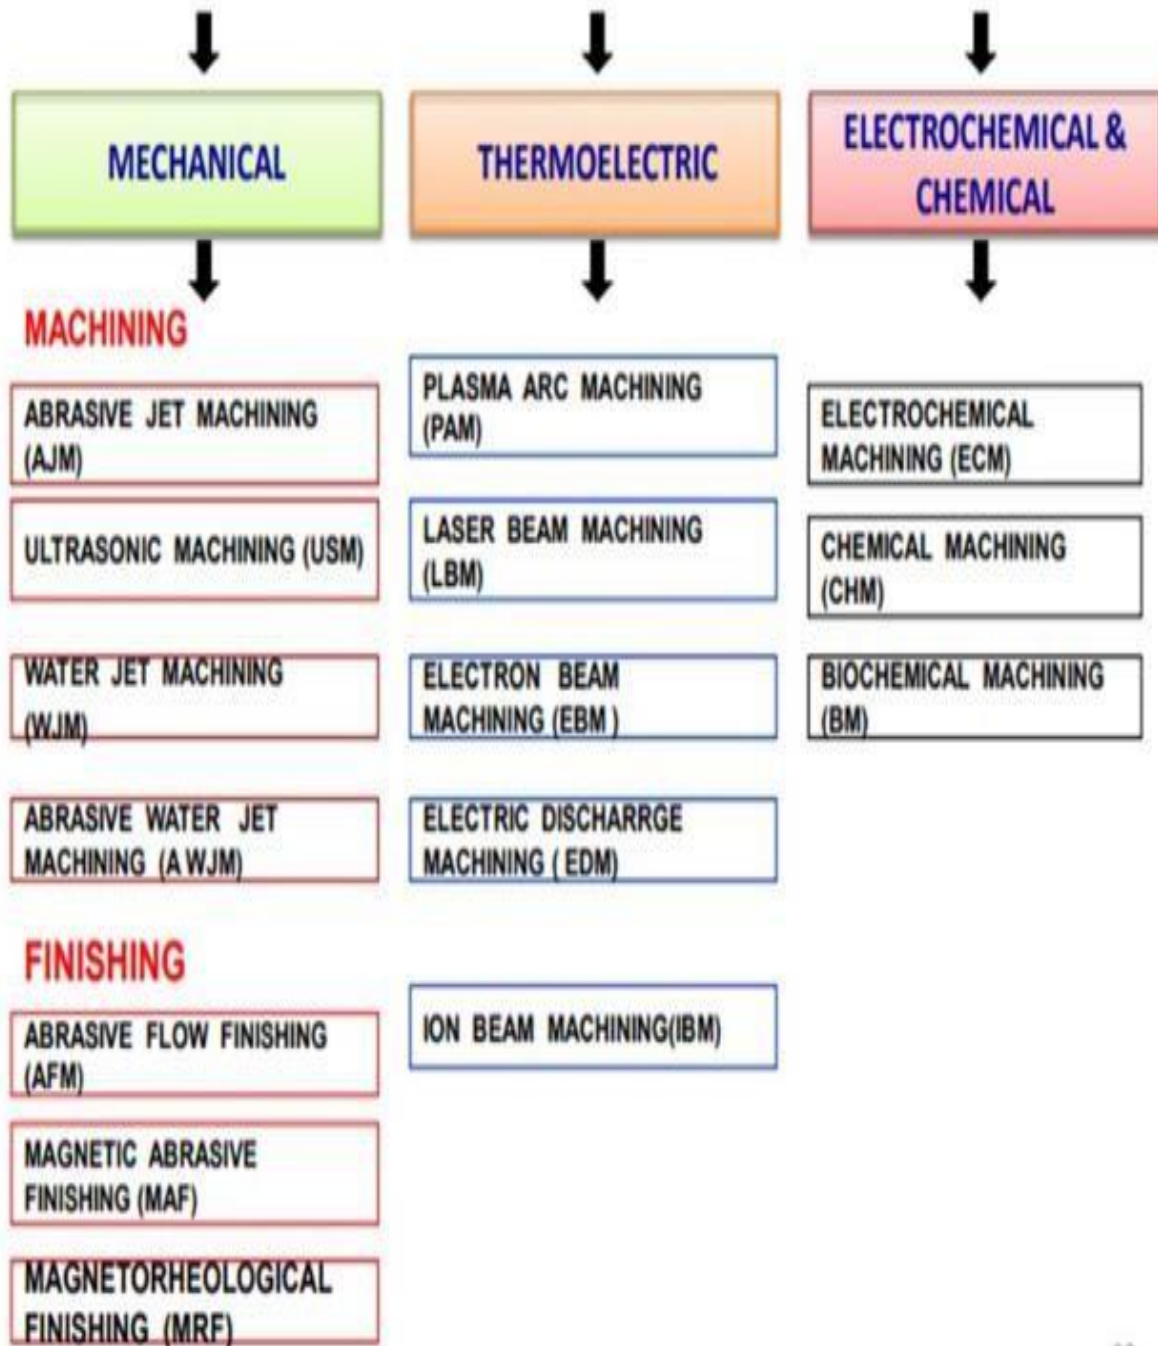 MECHANICAL
THERMOELECTRIC
ELECTROCHEMICAL &
CHEMICAL
MACHINING
ABRASIVE JET MACHINING
(AJM)
ULTRASONIC MACHINING (USM)
WATER JET MACHINING
(WJM)
ABRASIVE WATER JET
MACHINING (A WJM)
FINISHING
ABRASIVE FLOW FINISHING
(AFM)
MAGNETIC ABRASIVE
FINISHING (MAF)
MAGNETORHEOLOGICAL
FINISHING (MRF)
PLASMA ARC MACHINING
(PAM)
LASER BEAM MACHINING
(LBM)
ELECTRON BEAM
MACHINING (EBM )
ELECTRIC DISCHARRGE
MACHINING ( EDM)
ION BEAM MACHINING(IBM)
ELECTROCHEMICAL
MACHINING (ECM)
CHEMICAL MACHINING
(CHM)
BIOCHEMICAL MACHINING
(BM)